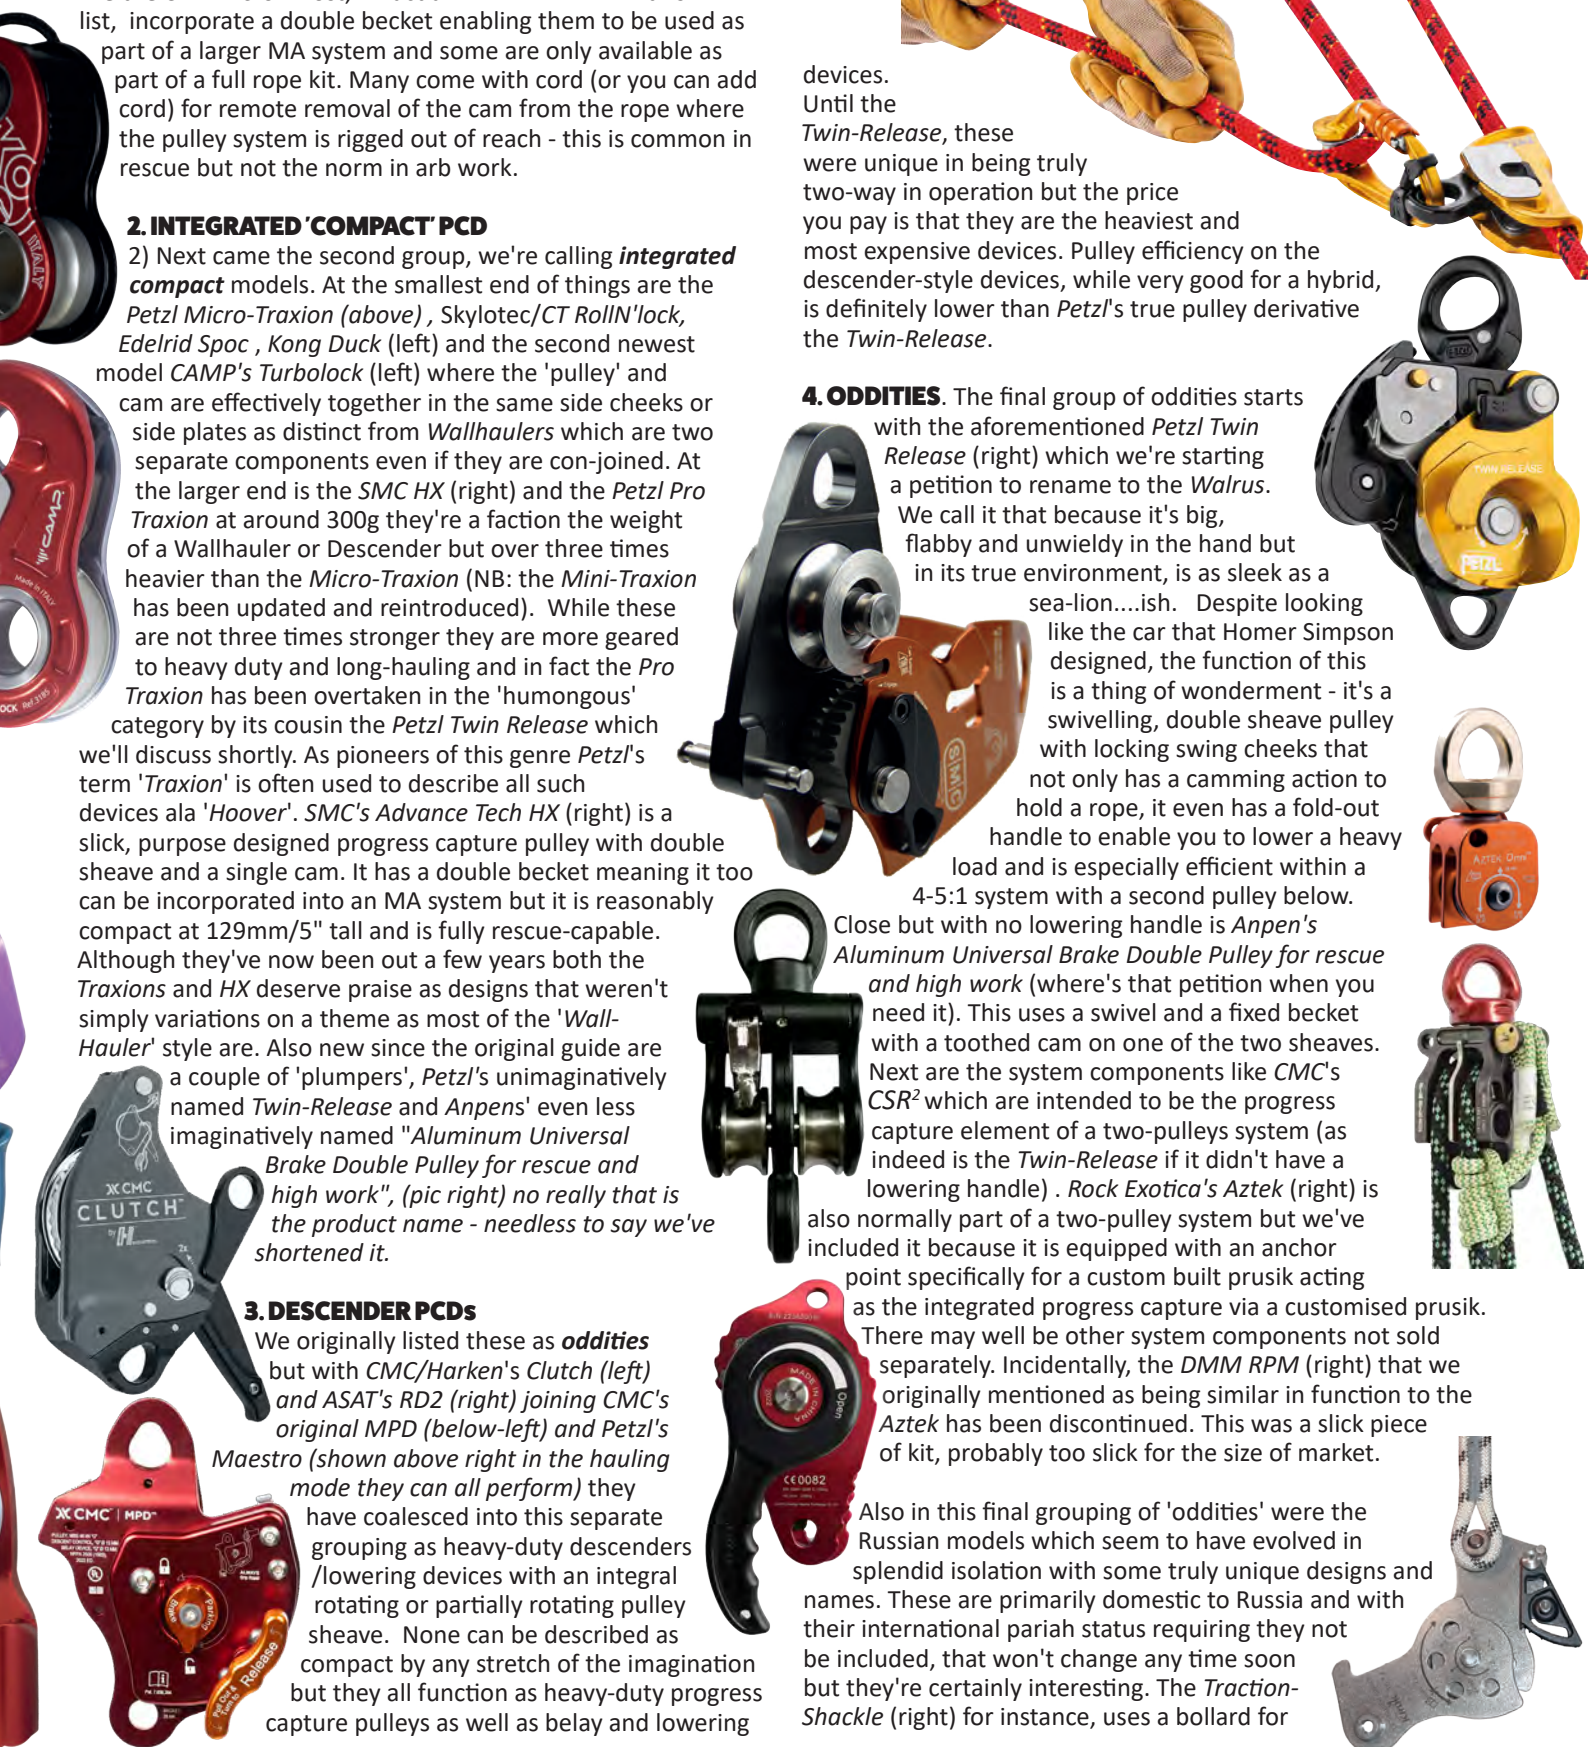 list, incorporate a double becket enabling them to be used as
part of a larger MA system and some are only available as
part of a full rope kit. Many come with cord (or you can add
cord) for remote removal of the cam from the rope where
the pulley system is rigged out of reach - this is common in
rescue but not the norm in arb work.
2. INTEGRATED 'COMPACT' PCD
2) Next came the second group, we're calling integrated
compact models. At the smallest end of things are the
Petzl Micro-Traxion (above) , Skylotec/CT RollN'lock,
Edelrid Spoc , Kong Duck (left) and the second newest
model CAMP's Turbolock (left) where the 'pulley' and
cam are effectively together in the same side cheeks or
side plates as distinct from Wallhaulers which are two
separate components even if they are con-joined. At
the larger end is the SMC HX (right) and the Petzl Pro
Traxion at around 300g they're a faction the weight
of a Wallhauler or Descender but over three times
heavier than the Micro-Traxion (NB: the Mini-Traxion
has been updated and reintroduced). While these
are not three times stronger they are more geared
to heavy duty and long-hauling and in fact the Pro
Traxion has been overtaken in the 'humongous'
category by its cousin the Petzl Twin Release which
we'll discuss shortly. As pioneers of this genre Petzl's
term 'Traxion' is often used to describe all such
devices ala 'Hoover'. SMC's Advance Tech HX (right) is a
slick, purpose designed progress capture pulley with double
sheave and a single cam. It has a double becket meaning it too
can be incorporated into an MA system but it is reasonably
compact at 129mm/5" tall and is fully rescue-capable.
Although they've now been out a few years both the
Traxions and HX deserve praise as designs that weren't
simply variations on a theme as most of the 'Wall-
Hauler' style are. Also new since the original guide are
a couple of 'plumpers', Petzl's unimaginatively
named Twin-Release and Anpens' even less
imaginatively named "Aluminum Universal
Brake Double Pulley for rescue and
high work", (pic right) no really that is
the product name - needless to say we've
shortened it.
3. DESCENDER PCDs
We originally listed these as oddities
but with CMC/Harken's Clutch (left)
and ASAT's RD2 (right) joining CMC's
original MPD (below-left) and Petzl's
Maestro (shown above right in the hauling
mode they can all perform) they
have coalesced into this separate
grouping as heavy-duty descenders
/lowering devices with an integral
rotating or partially rotating pulley
sheave. None can be described as
compact by any stretch of the imagination
but they all function as heavy-duty progress
capture pulleys as well as belay and lowering
devices.
Until the
Twin-Release, these
were unique in being truly
two-way in operation but the price
you pay is that they are the heaviest and
most expensive devices. Pulley efficiency on the
descender-style devices, while very good for a hybrid,
is definitely lower than Petzl's true pulley derivative
the Twin-Release.
4. ODDITIES. The final group of oddities starts
with the aforementioned Petzl Twin
Release (right) which we're starting
a petition to rename to the Walrus.
We call it that because it's big,
flabby and unwieldy in the hand but
in its true environment, is as sleek as a
sea-lion....ish. Despite looking
like the car that Homer Simpson
designed, the function of this
is a thing of wonderment - it's a
swivelling, double sheave pulley
with locking swing cheeks that
not only has a camming action to
hold a rope, it even has a fold-out
handle to enable you to lower a heavy
load and is especially efficient within a
4-5:1 system with a second pulley below.
Close but with no lowering handle is Anpen's
Aluminum Universal Brake Double Pulley for rescue
and high work (where's that petition when you
need it). This uses a swivel and a fixed becket
with a toothed cam on one of the two sheaves.
Next are the system components like CMC's
CSR2 which are intended to be the progress
capture element of a two-pulleys system (as
indeed is the Twin-Release if it didn't have a
lowering handle) . Rock Exotica's Aztek (right) is
also normally part of a two-pulley system but we've
included it because it is equipped with an anchor
point specifically for a custom built prusik acting
as the integrated progress capture via a customised prusik.
There may well be other system components not sold
separately. Incidentally, the DMM RPM (right) that we
originally mentioned as being similar in function to the
Aztek has been discontinued. This was a slick piece
of kit, probably too slick for the size of market.
Also in this final grouping of 'oddities' were the
Russian models which seem to have evolved in
splendid isolation with some truly unique designs and
names. These are primarily domestic to Russia and with
their international pariah status requiring they not
be included, that won't change any time soon
but they're certainly interesting. The Traction-
Shackle (right) for instance, uses a bollard for
ITALY
CAMP
Made in ITALY
CMC
CLUTCH™
by H
2x
CMC | MPD™
Brake
Parking
Pull Out &
Turn to Release
SMC
PETZL
TWIN RELEASE
PETZL
AZTEK Omni
MADE IN CHINA
Open
CE0082